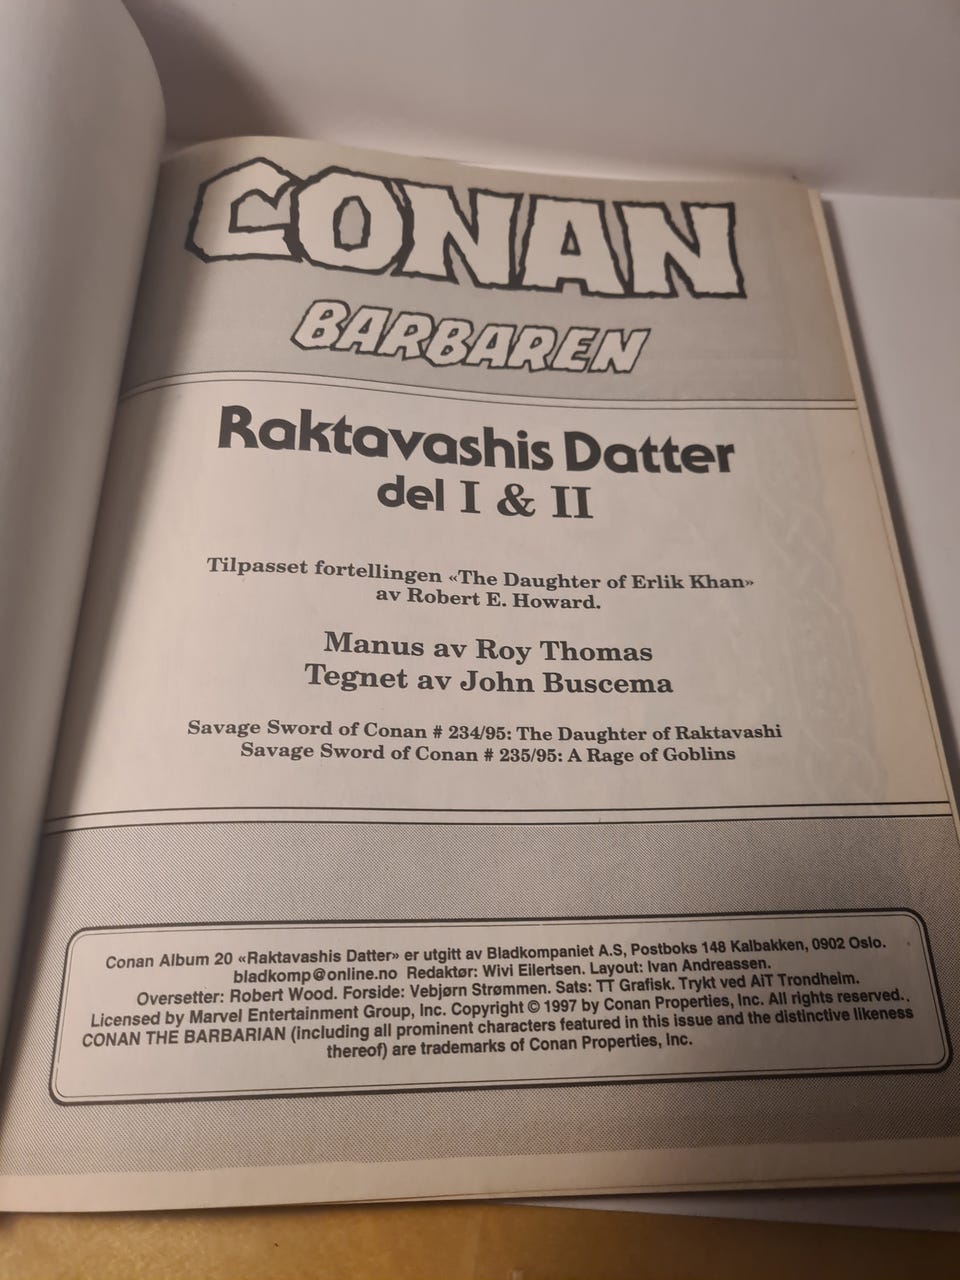 CONAN
BARBAREN
Raktavashis Datter
del I & II
Tilpasset fortellingen «The Daughter of Erlik Khan»
av Robert E. Howard.
Manus av Roy Thomas
Tegnet av John Buscema
Savage Sword of Conan # 234/95: The Daughter of Raktavashi
Savage Sword of Conan # 235/95: A Rage of Goblins
Conan Album 20 «Raktavashis Datter» er utgitt av Bladkompaniet A.S, Postboks 148 Kalbakken, 0902 Oslo.
bladkomp@online.no Redaktør: Wivi Eilertsen. Layout: Ivan Andreassen.
Oversetter: Robert Wood. Forside: Vebjørn Strømmen. Sats: TT Grafisk. Trykt ved AiT Trondheim.
Licensed by Marvel Entertainment Group, Inc. Copyright © 1997 by Conan Properties, Inc. All rights reserved.
CONAN THE BARBARIAN (including all prominent characters featured in this issue and the distinctive likeness
thereof) are trademarks of Conan Properties, Inc.